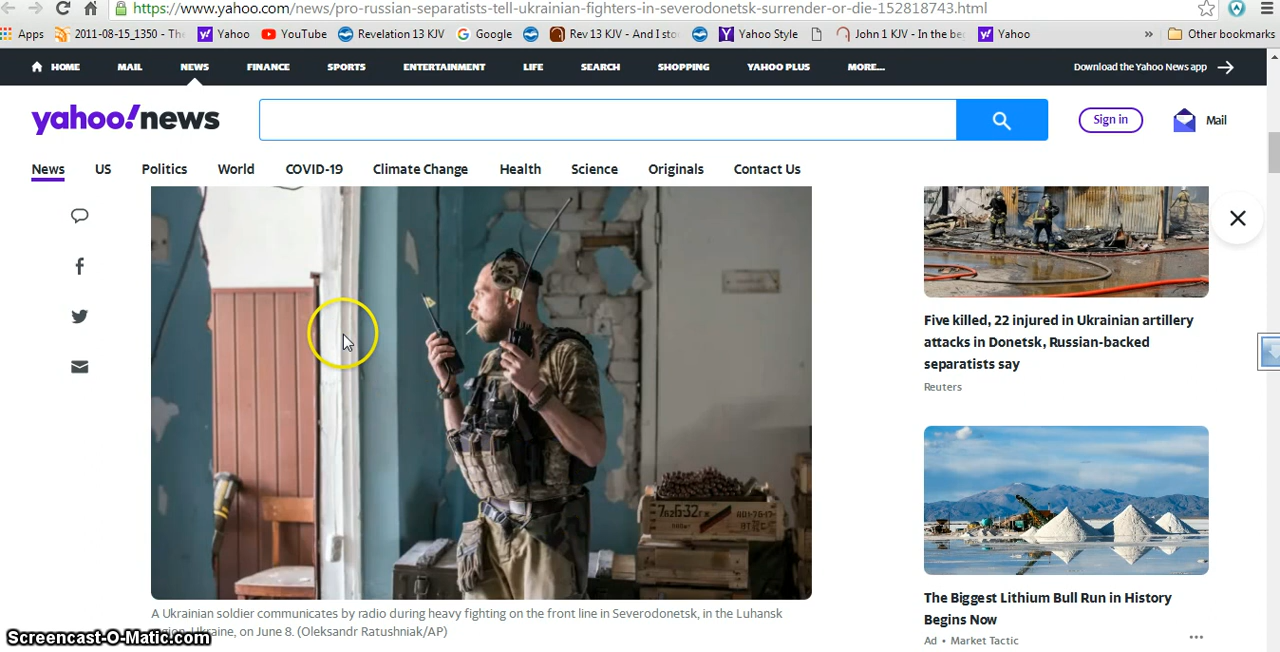 https://www.yahoo.com/news/pro-russian-separatists-tell-ukrainian-fighters-in-severodonetsk-surrender-or-die-152818743.html
Apps 2011-08-15_1350 - The Yahoo YouTube Revelation 13 KJV Google Rev 13 KJV - And I sto Yahoo Style John 1 KJV - In the be Yahoo » Other bookmarks
HOME MAIL NEWS FINANCE SPORTS ENTERTAINMENT LIFE SEARCH SHOPPING YAHOO PLUS MORE... Download the Yahoo News app
yahoo!news
Sign in Mail
News US Politics World COVID-19 Climate Change Health Science Originals Contact Us
Five killed, 22 injured in Ukrainian artillery
attacks in Donetsk, Russian-backed
separatists say
Reuters
The Biggest Lithium Bull Run in History
Begins Now
Ad • Market Tactic
A Ukrainian soldier communicates by radio during heavy fighting on the front line in Severodonetsk, in the Luhansk
Ukraine, on June 8. (Oleksandr Ratushniak/AP)
Screencast-O-Matic.com